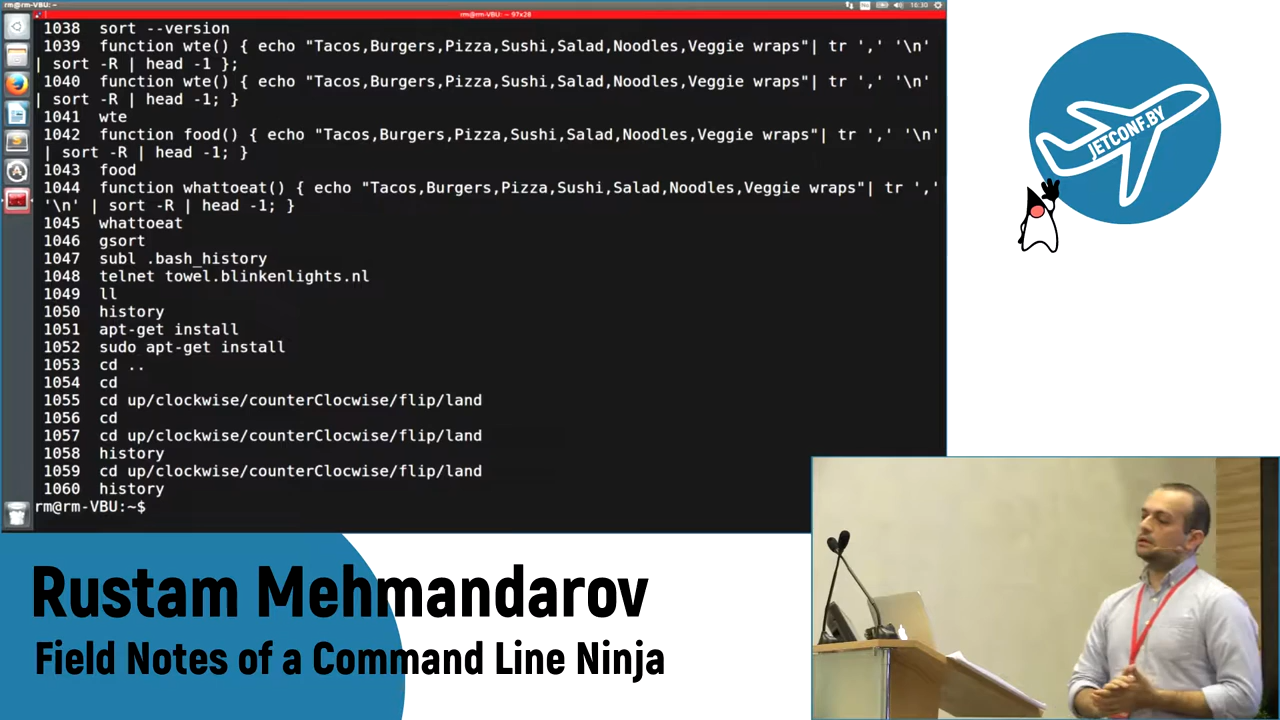 rm@rm-VBU: ~
16:30
rm@rm-VBU: ~ 97x28
1038 sort --version
1039 function wte() { echo "Tacos,Burgers,Pizza,Sushi,Salad,Noodles,Veggie wraps"| tr ',' '\n'
| sort -R | head -1 };
1040 function wte() { echo "Tacos,Burgers,Pizza,Sushi,Salad,Noodles,Veggie wraps"| tr ',' '\n'
| sort -R | head -1; }
1041 wte
1042 function food() { echo "Tacos,Burgers,Pizza,Sushi,Salad,Noodles,Veggie wraps"| tr ',' '\n'
| sort -R | head -1; }
1043 food
1044 function whattoeat() { echo "Tacos,Burgers,Pizza,Sushi,Salad,Noodles,Veggie wraps"| tr ','
'\n' | sort -R | head -1; }
1045 whattoeat
1046 gsort
1047 subl .bash_history
1048 telnet towel.blinkenlights.nl
1049 ll
1050 history
1051 apt-get install
1052 sudo apt-get install
1053 cd ..
1054 cd
1055 cd up/clockwise/counterClocwise/flip/land
1056 cd
1057 cd up/clockwise/counterClocwise/flip/land
1058 history
1059 cd up/clockwise/counterClocwise/flip/land
1060 history
rm@rm-VBU:~$
JETCONF.BY
Rustam Mehmandarov
Field Notes of a Command Line Ninja